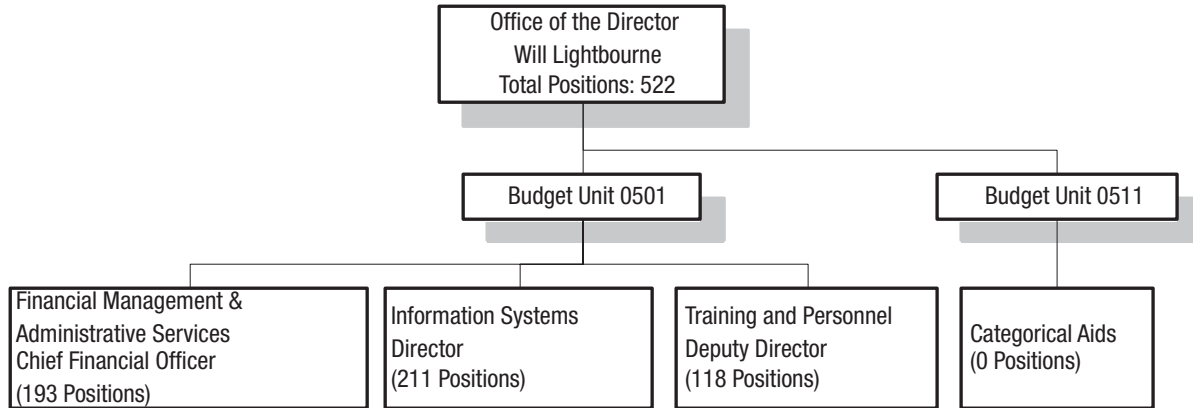 Office of the Director
Will Lightbourne
Total Positions: 522
Budget Unit 0501
Budget Unit 0511
Financial Management &
Administrative Services
Chief Financial Officer
(193 Positions)
Information Systems
Director
(211 Positions)
Training and Personnel
Deputy Director
(118 Positions)
Categorical Aids
(0 Positions)